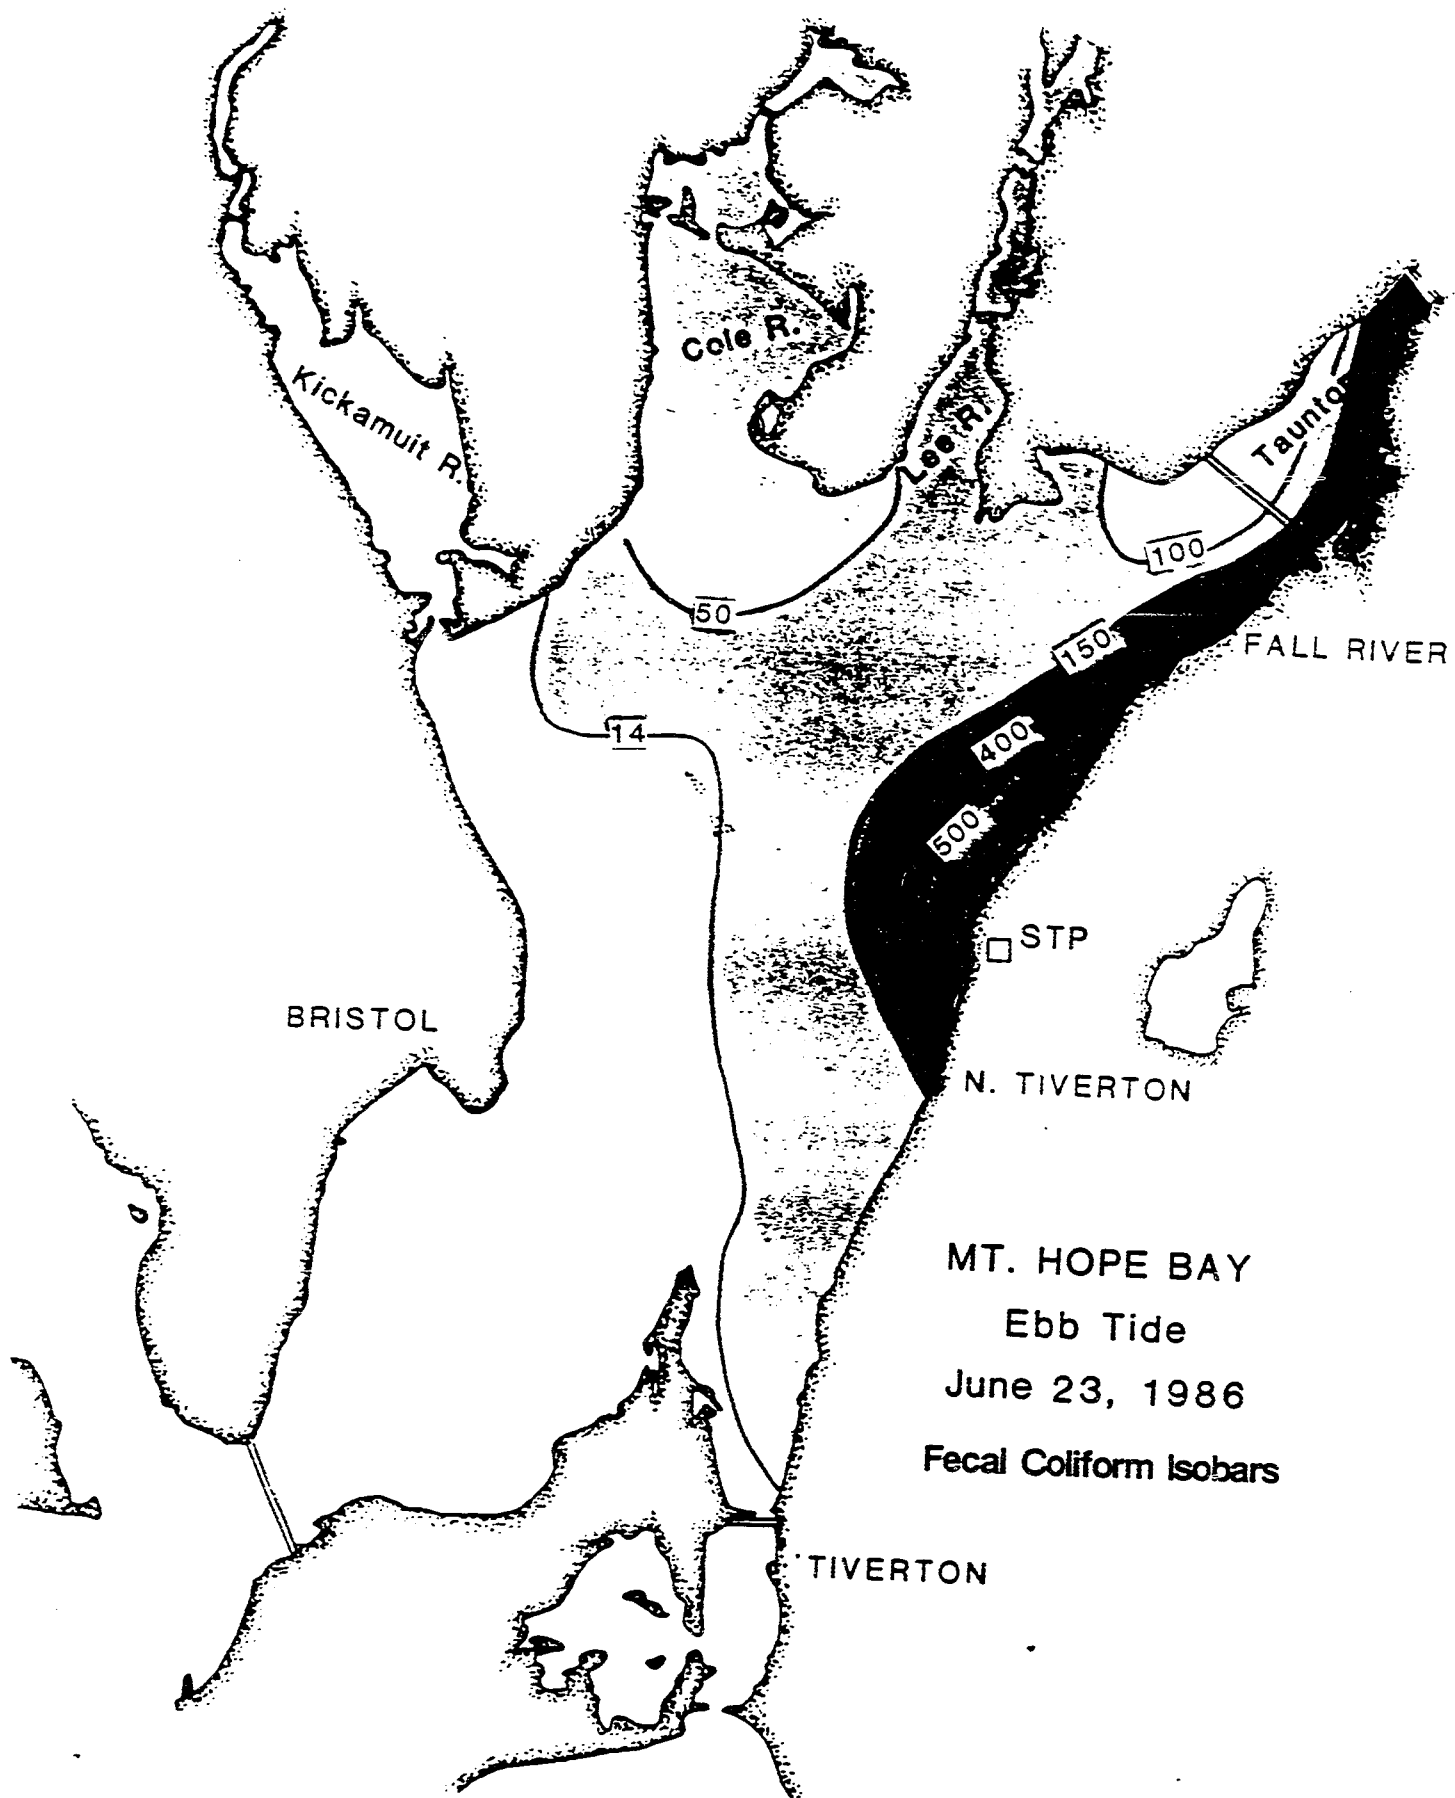 Cole R.
Kickamuit R.
Lee R.
Taunton
100
50
150
FALL RIVER
14
400
500
STP
BRISTOL
N. TIVERTON
MT. HOPE BAY
Ebb Tide
June 23, 1986
Fecal Coliform Isobars
TIVERTON